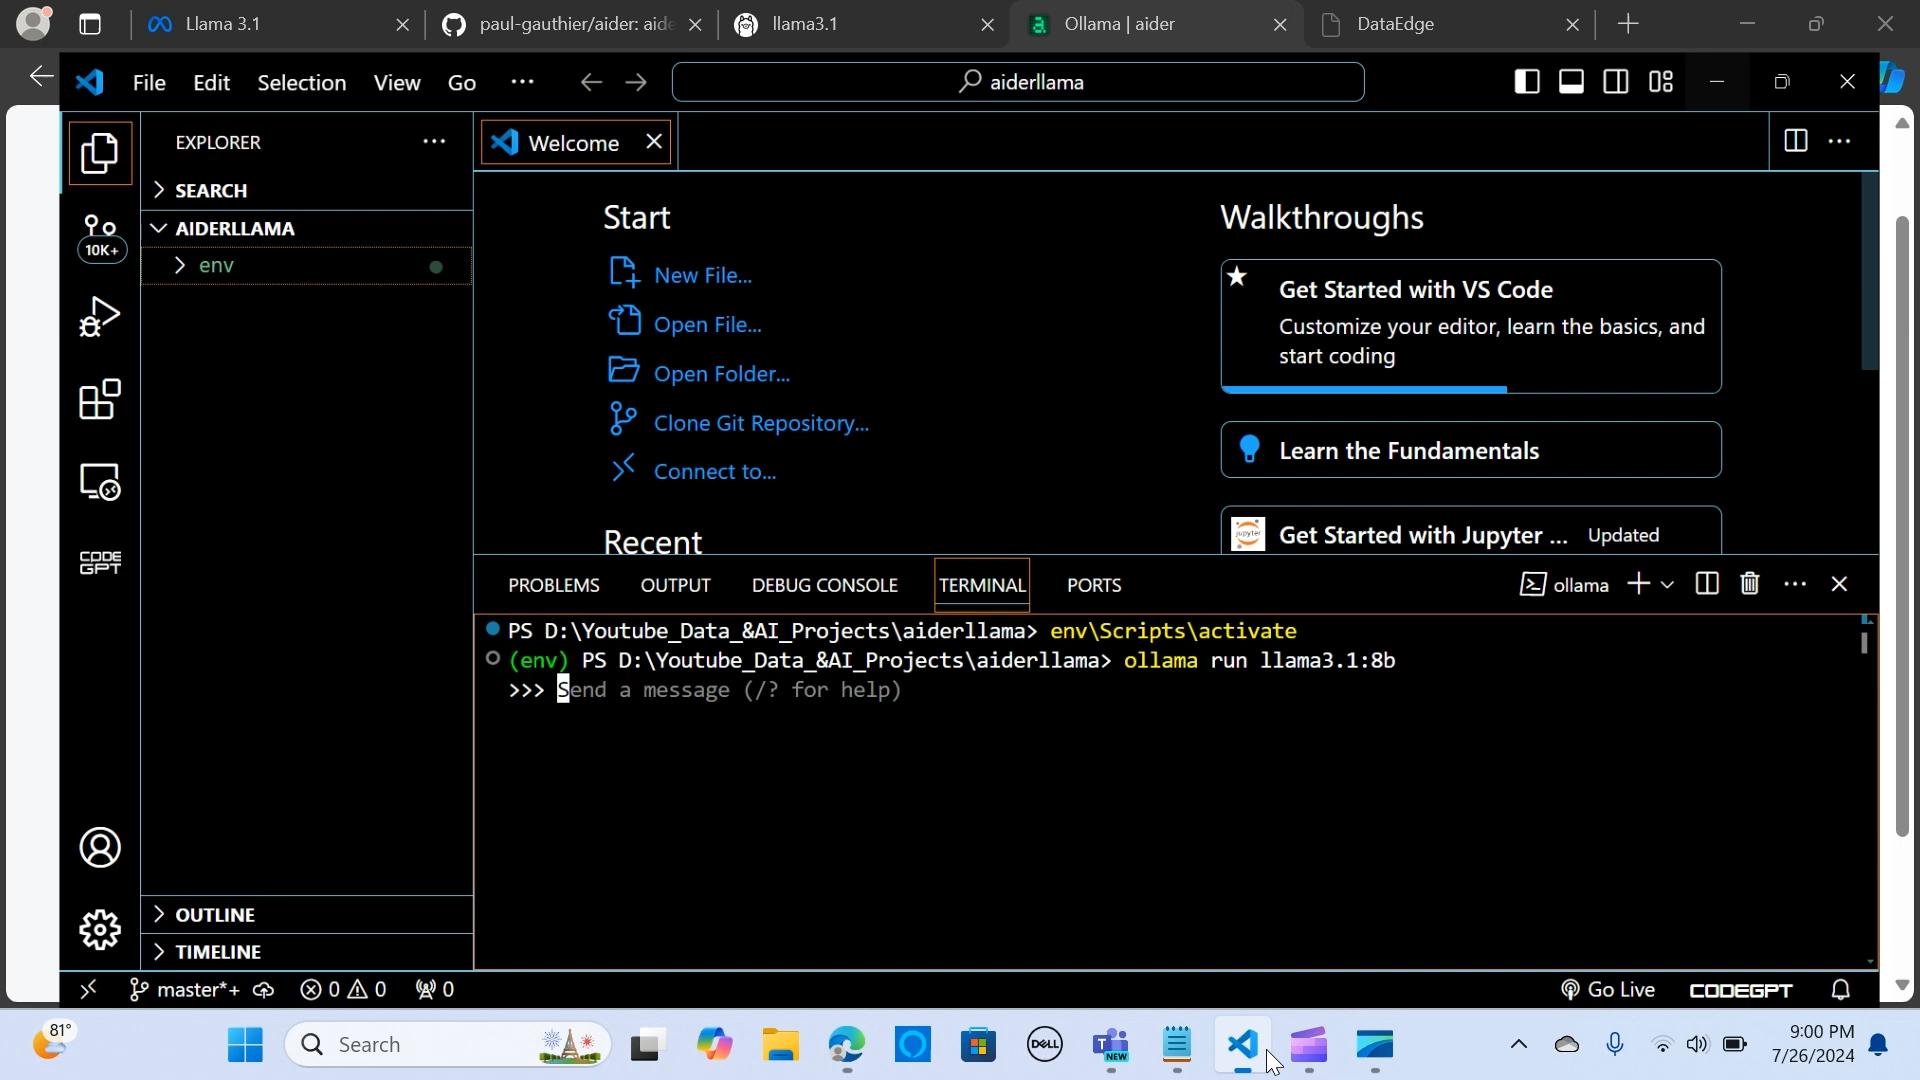 Llama 3.1
paul-gauthier/aider: aide
llama3.1
Ollama | aider
DataEdge
File Edit Selection View Go ...
aiderllama
EXPLORER
SEARCH
AIDERLLAMA
env
10K+
CODE
GPT
OUTLINE
TIMELINE
Welcome
Start
New File...
Open File...
Open Folder...
Clone Git Repository...
Connect to...
Recent
Walkthroughs
Get Started with VS Code
Customize your editor, learn the basics, and
start coding
Learn the Fundamentals
jupyter
Get Started with Jupyter ... Updated
PROBLEMS OUTPUT DEBUG CONSOLE TERMINAL PORTS
ollama
PS D:\Youtube_Data_&AI_Projects\aiderllama> env\Scripts\activate
(env) PS D:\Youtube_Data_&AI_Projects\aiderllama> ollama run llama3.1:8b
>>> Send a message (/? for help)
master*+ 0 0 0
Go Live CODEGPT
81°
Search
DELL
NEW
9:00 PM
7/26/2024